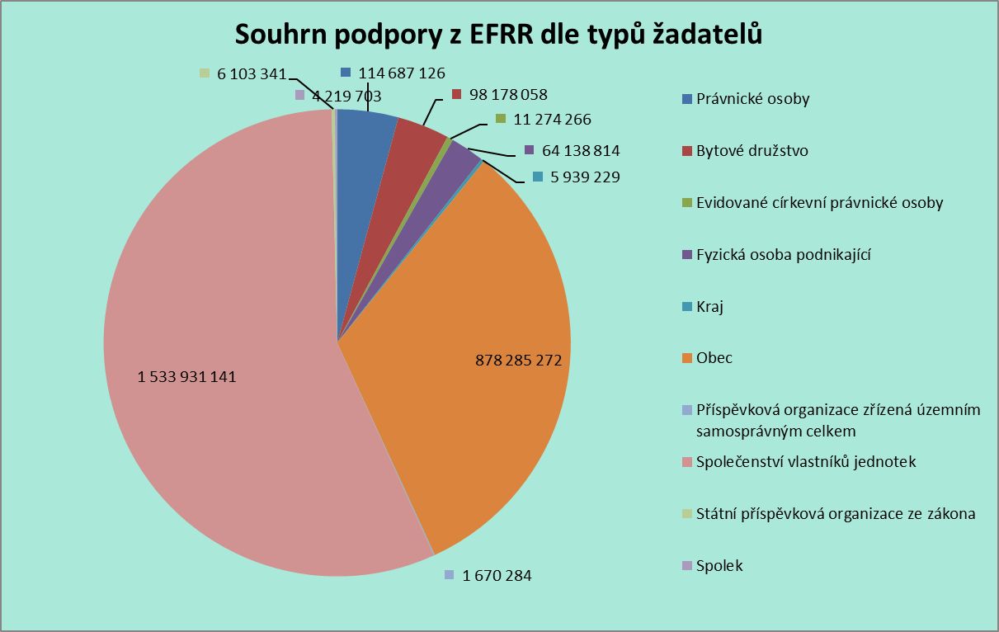 Souhrn podpory z EFRR dle typů žadatelů
6 103 341
114 687 126
4 219 703
98 178 058
11 274 266
64 138 814
5 939 229
878 285 272
1 533 931 141
1 670 284
Právnické osoby
Bytové družstvo
Evidované církevní právnické osoby
Fyzická osoba podnikající
Kraj
Obec
Příspěvková organizace zřízená územním
samosprávným celkem
Společenství vlastníků jednotek
Státní příspěvková organizace ze zákona
Spolek